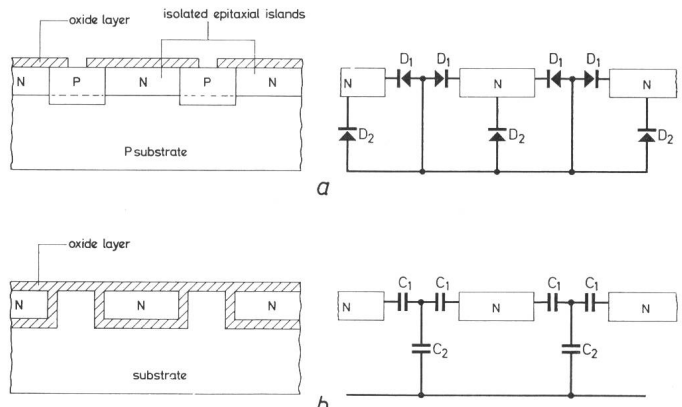 isolated epitaxial islands
oxide layer
N P N P N
P substrate
D1 D1 D1 D1
N N N
D2 D2 D2
a
oxide layer
N N N
substrate
C1 C1 C1 C1
N N N
C2 C2
b